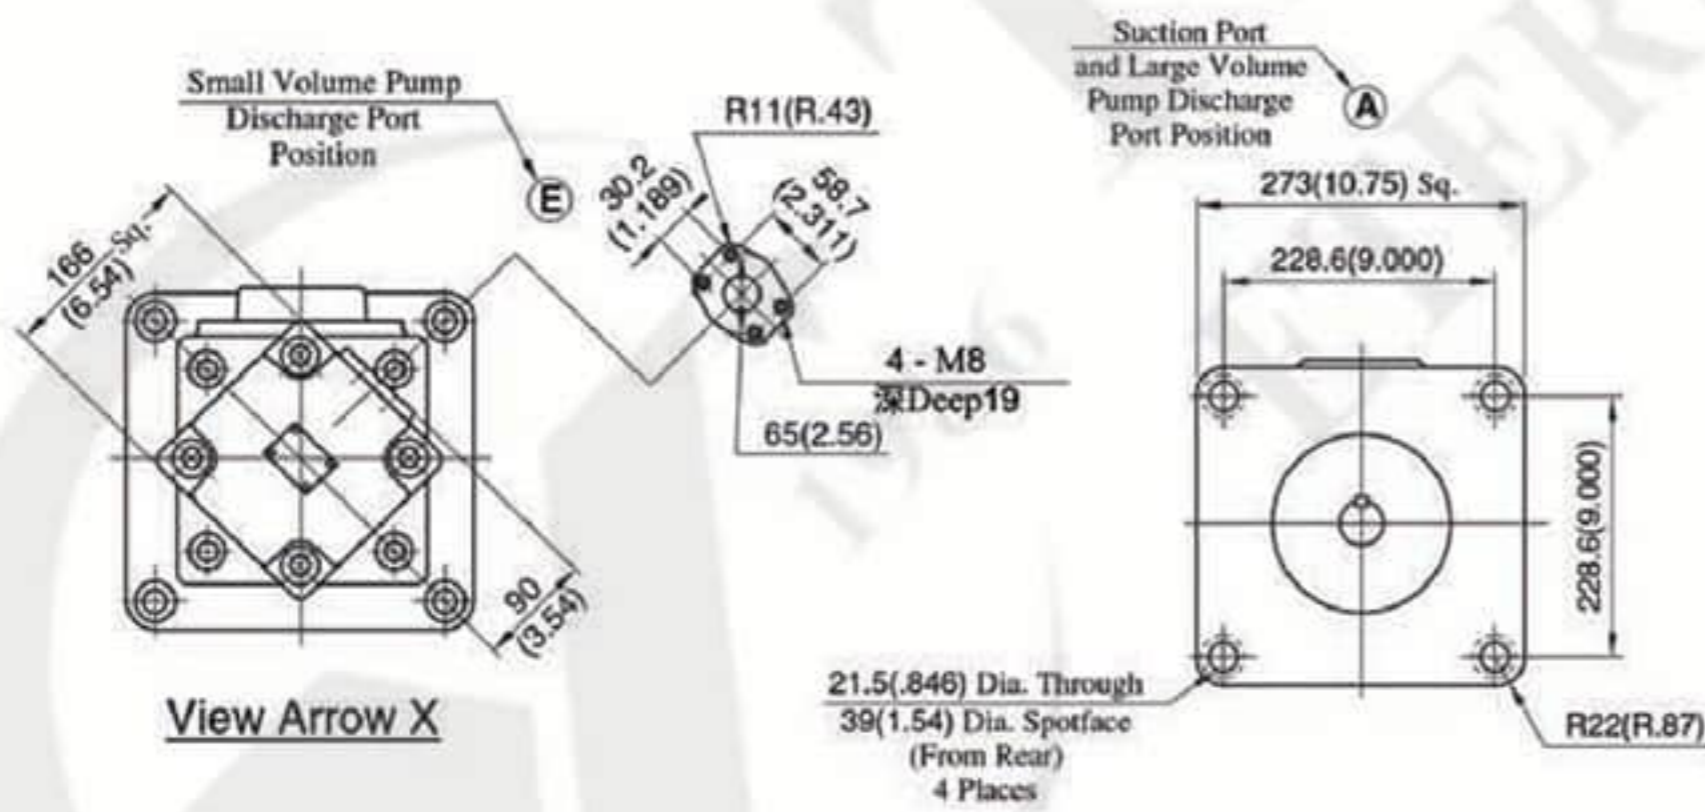 Small Volume Pump
Discharge Port
Position
E
R11(R.43)
30.2
(1.189)
58.7
(2.311)
166 Sq.
(6.54)
4 - M8
深Deep19
65(2.56)
90
(3.54)
View Arrow X
Suction Port
and Large Volume
Pump Discharge
Port Position
A
273(10.75) Sq.
228.6(9.000)
228.6(9.000)
21.5(.846) Dia. Through
39(1.54) Dia. Spotface
(From Rear)
4 Places
R22(R.87)